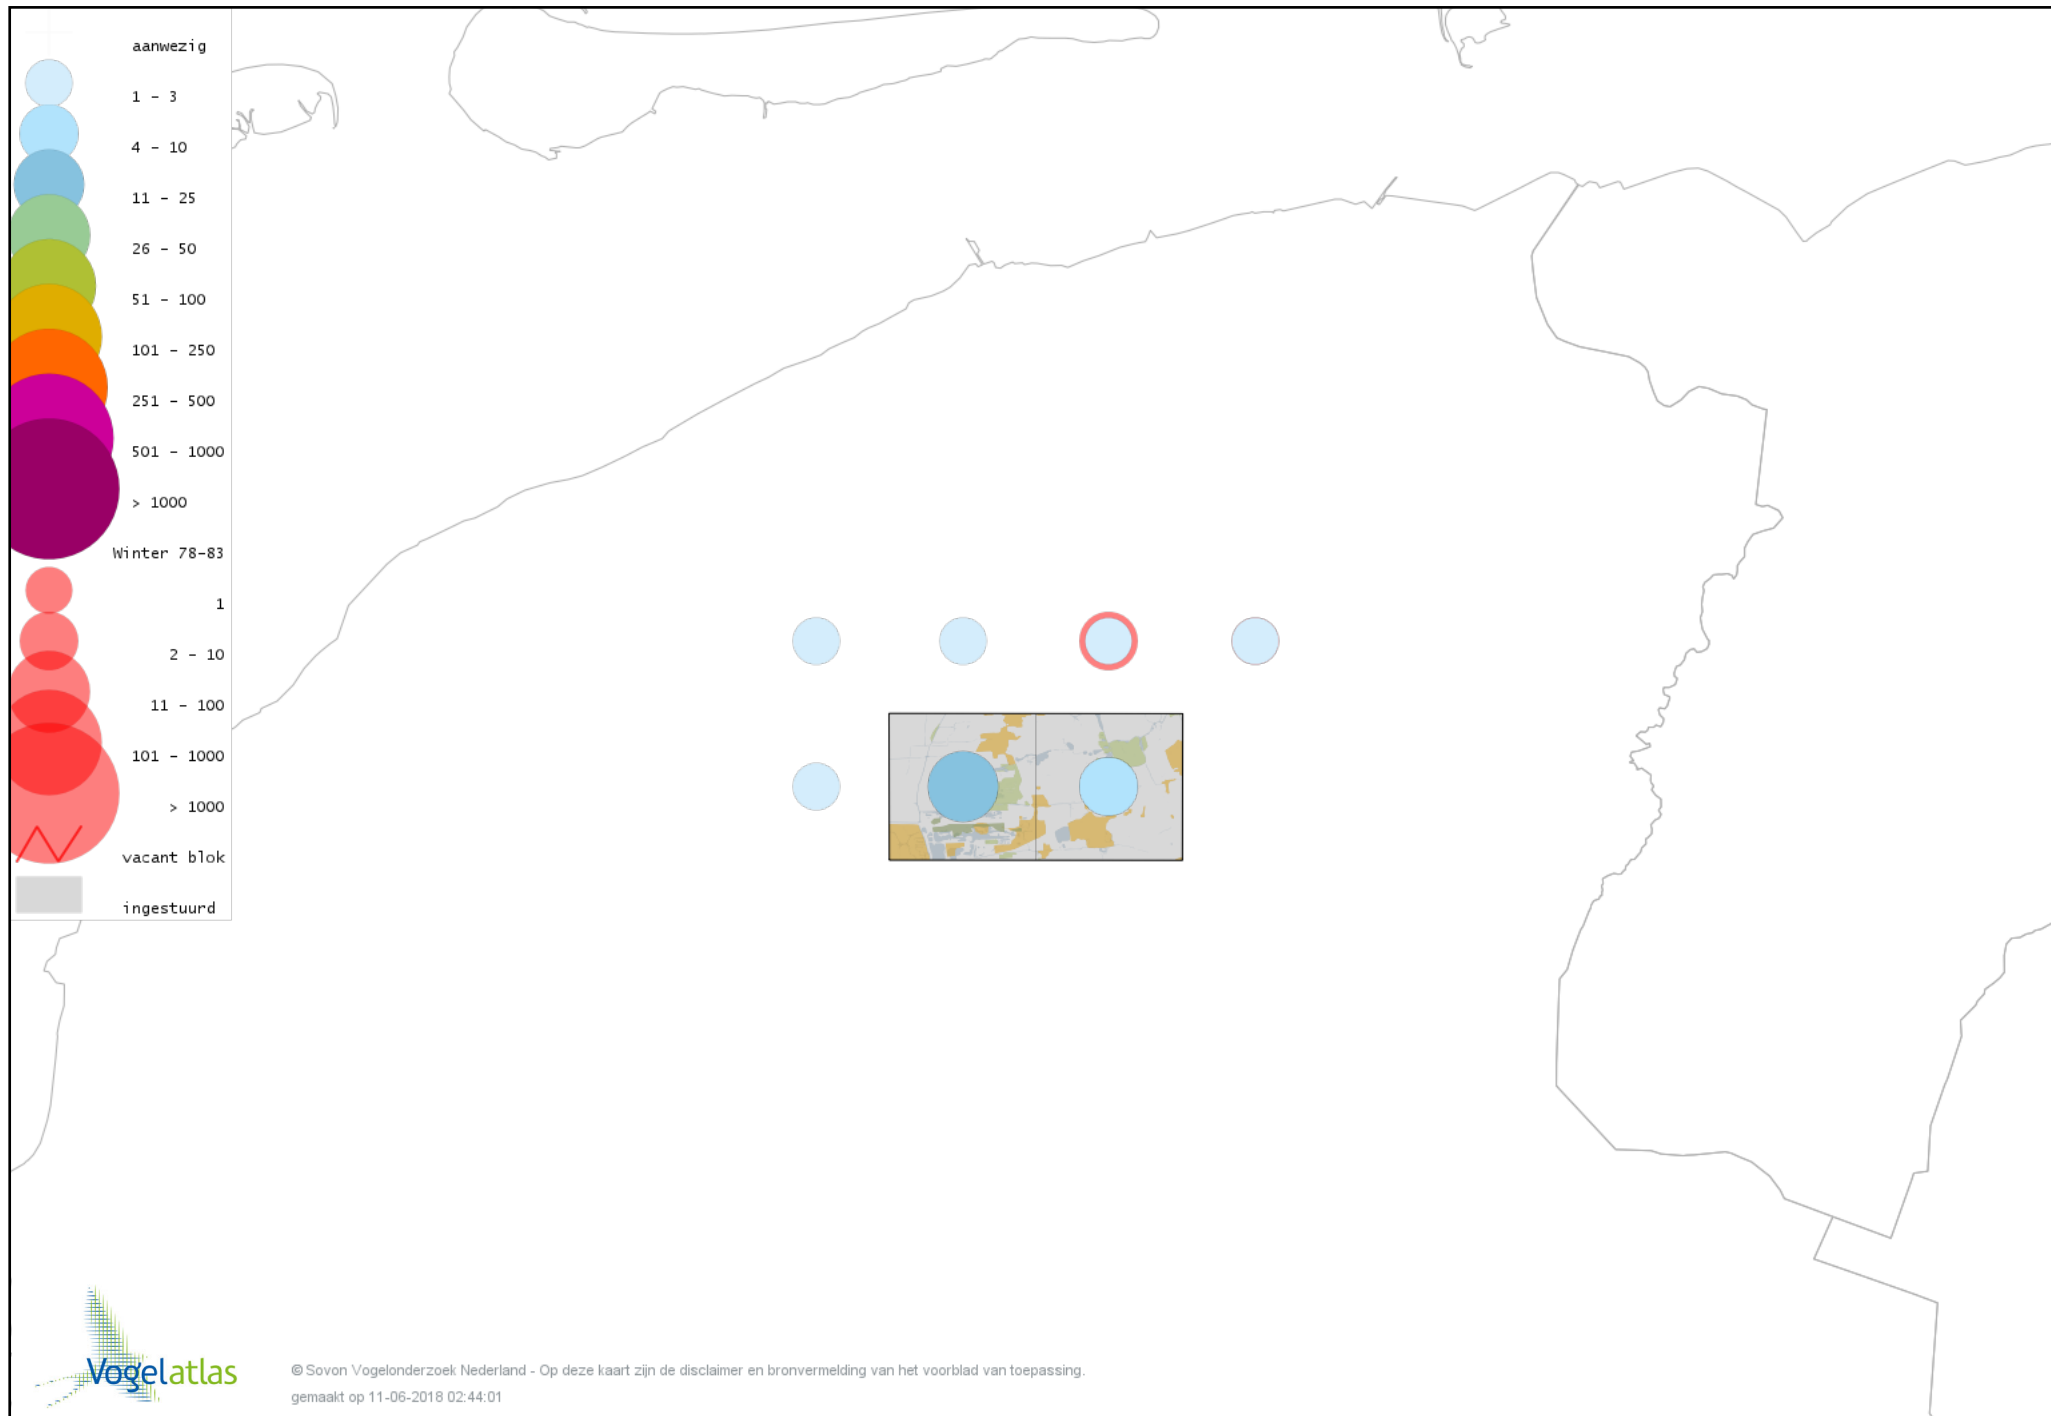 aanwezig
1 - 3
4 - 10
11 - 25
26 - 50
51 - 100
101 - 250
251 - 500
501 - 1000
> 1000
Winter 78-83
1
2 - 10
11 - 100
101 - 1000
> 1000
vacant blok
ingestuurd
Vogelatlas
© Sovon Vogelonderzoek Nederland - Op deze kaart zijn de disclaimer en bronvermelding van het voorblad van toepassing.
gemaakt op 11-06-2018 02:44:01